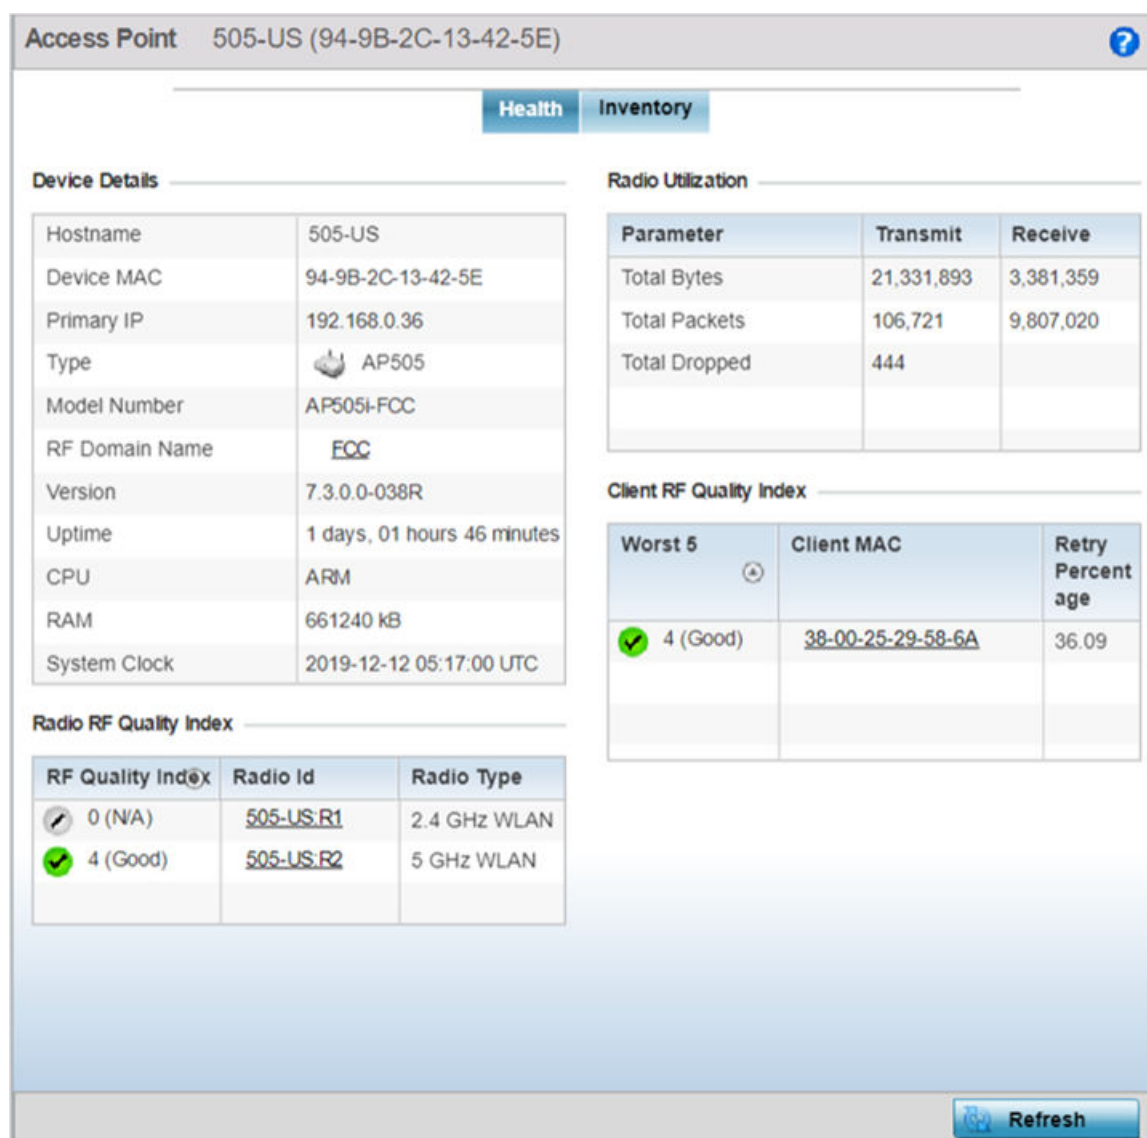 Access Point 505-US (94-9B-2C-13-42-5E)
Health Inventory
Device Details
Hostname 505-US
Device MAC 94-9B-2C-13-42-5E
Primary IP 192.168.0.36
Type AP505
Model Number AP505i-FCC
RF Domain Name FCC
Version 7.3.0.0-038R
Uptime 1 days, 01 hours 46 minutes
CPU ARM
RAM 661240 kB
System Clock 2019-12-12 05:17:00 UTC
Radio RF Quality Index
RF Quality Index Radio Id Radio Type
0 (N/A) 505-US:R1 2.4 GHz WLAN
4 (Good) 505-US:R2 5 GHz WLAN
Radio Utilization
Parameter Transmit Receive
Total Bytes 21,331,893 3,381,359
Total Packets 106,721 9,807,020
Total Dropped 444
Client RF Quality Index
Worst 5 Client MAC Retry
Percent
age
4 (Good) 38-00-25-29-58-6A 36.09
Refresh